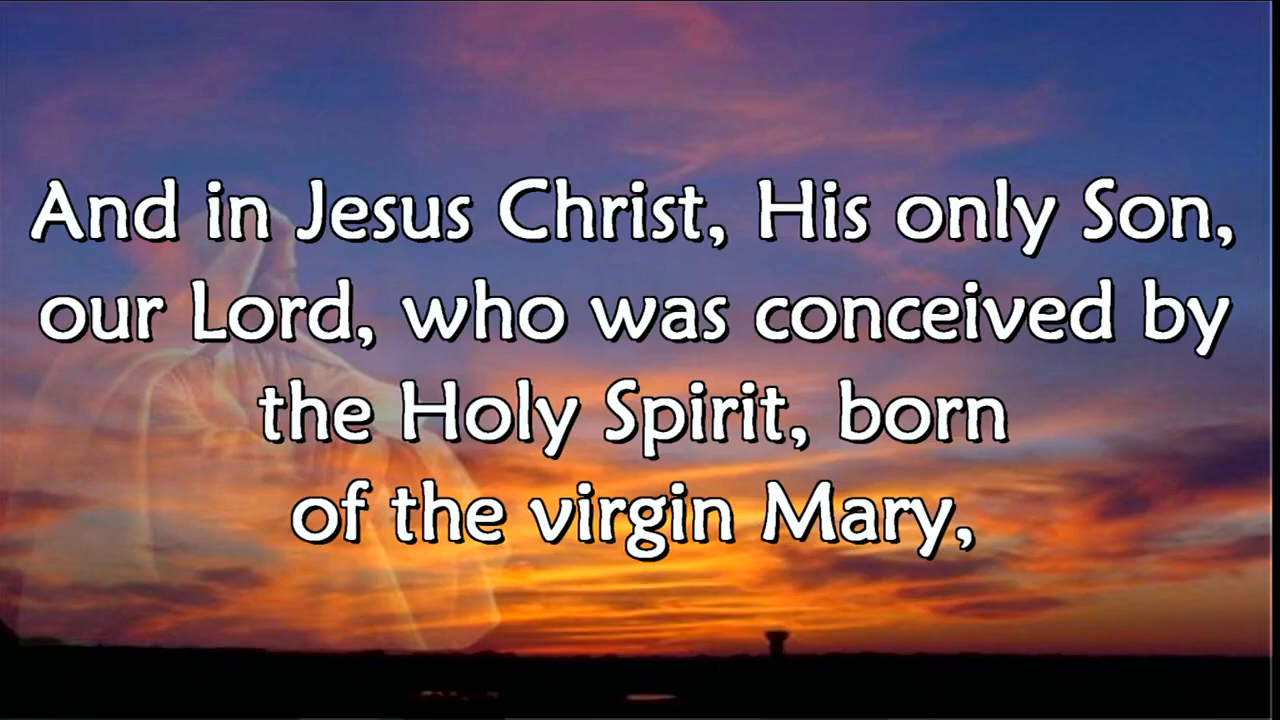 And in Jesus Christ, His only Son,
our Lord, who was conceived by
the Holy Spirit, born
of the virgin Mary,